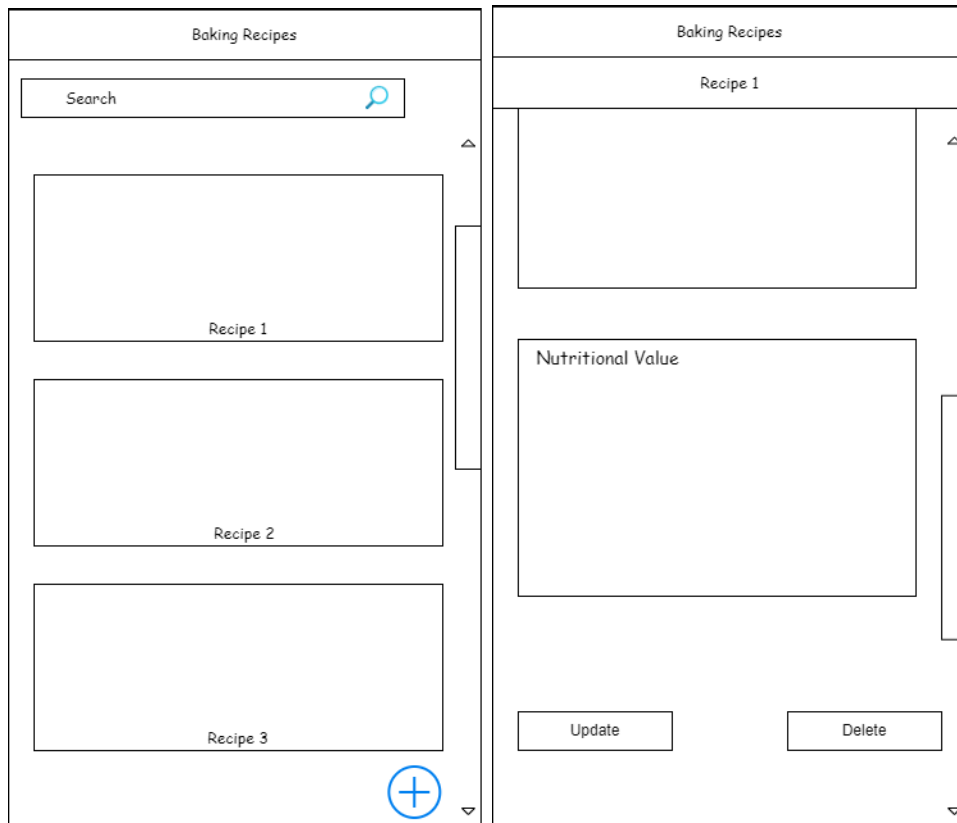 Baking Recipes
Search
Recipe 1
Recipe 2
Recipe 3
Baking Recipes
Recipe 1
Nutritional Value
Update
Delete